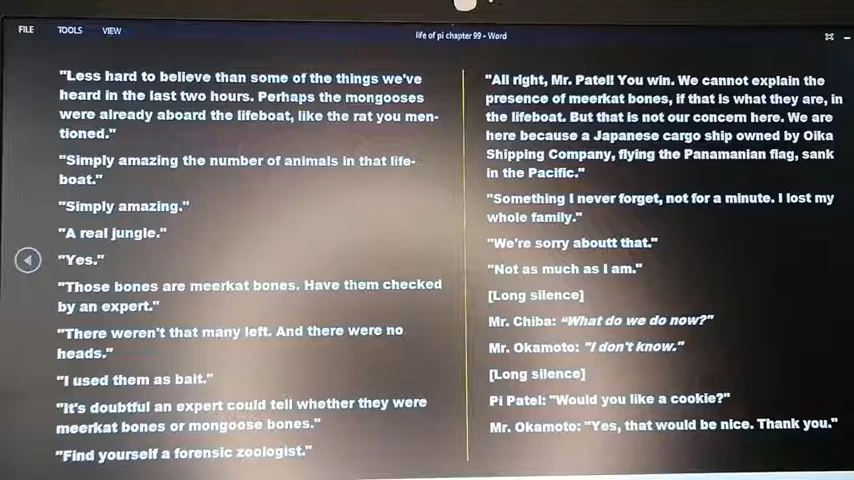 FILE TOOLS VIEW
life of pi chapter 99 - Word
"Less hard to believe than some of the things we've
heard in the last two hours. Perhaps the mongooses
were already aboard the lifeboat, like the rat you men-
tioned."
"Simply amazing the number of animals in that life-
boat."
"Simply amazing."
"A real jungle."
"Yes."
"Those bones are meerkat bones. Have them checked
by an expert."
"There weren't that many left. And there were no
heads."
"I used them as bait."
"It's doubtful an expert could tell whether they were
meerkat bones or mongoose bones."
"Find yourself a forensic zoologist."
"All right, Mr. Patel! You win. We cannot explain the
presence of meerkat bones, if that is what they are, in
the lifeboat. But that is not our concern here. We are
here because a Japanese cargo ship owned by Oika
Shipping Company, flying the Panamanian flag, sank
in the Pacific."
"Something I never forget, not for a minute. I lost my
whole family."
"We're sorry aboutt that."
"Not as much as I am."
[Long silence]
Mr. Chiba: “What do we do now?"
Mr. Okamoto: "I don't know."
[Long silence]
Pi Patel: "Would you like a cookie?"
Mr. Okamoto: "Yes, that would be nice. Thank you."